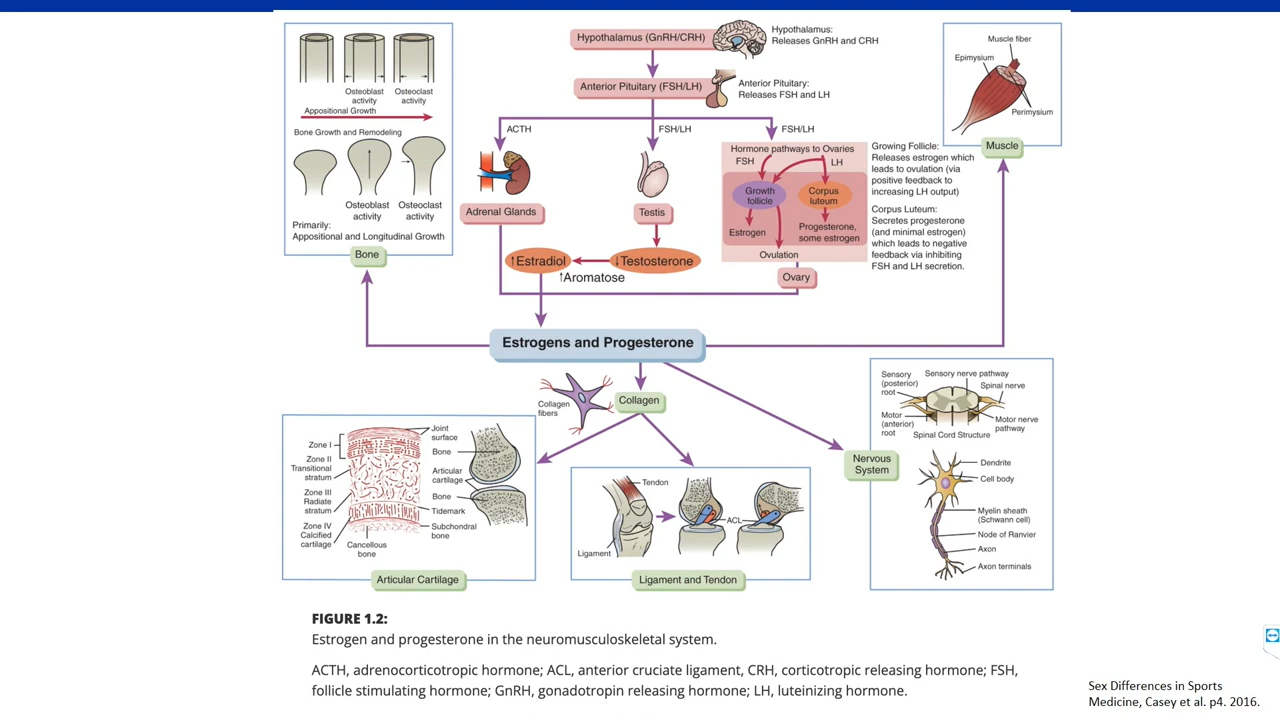 Hypothalamus (GnRH/CRH)
Hypothalamus:
Releases GnRH and CRH
Anterior Pituitary (FSH/LH)
Anterior Pituitary:
Releases FSH and LH
ACTH
FSH/LH
FSH/LH
Osteoblast
activity
Osteoclast
activity
Appositional Growth
Bone Growth and Remodeling
Osteoblast
activity
Osteoclast
activity
Primarily:
Appositional and Longitudinal Growth
Bone
Adrenal Glands
Testis
↑Estradiol
↓Testosterone
↑Aromatose
Hormone pathways to Ovaries
FSH
LH
Growth
follicle
Corpus
luteum
Estrogen
Progesterone,
some estrogen
Ovulation
Ovary
Growing Follicle:
Releases estrogen which
leads to ovulation (via
positive feedback to
increasing LH output)
Corpus Luteum:
Secretes progesterone
(and minimal estrogen)
which leads to negative
feedback via inhibiting
FSH and LH secretion.
Muscle fiber
Epimysium
Perimysium
Muscle
Estrogens and Progesterone
Collagen
fibers
Collagen
Zone I
Zone II
Transitional
stratum
Zone III
Radiate
stratum
Zone IV
Calcified
cartilage
Cancellous
bone
Joint
surface
Bone
Articular
cartilage
Bone
Tidemark
Subchondral
bone
Articular Cartilage
Tendon
Ligament
ACL
Ligament and Tendon
Nervous
System
Sensory
(posterior)
root
Sensory nerve pathway
Spinal nerve
Motor
(anterior)
root
Motor nerve
pathway
Spinal Cord Structure
Dendrite
Cell body
Myelin sheath
(Schwann cell)
Node of Ranvier
Axon
Axon terminals
FIGURE 1.2:
Estrogen and progesterone in the neuromusculoskeletal system.
ACTH, adrenocorticotropic hormone; ACL, anterior cruciate ligament, CRH, corticotropic releasing hormone; FSH,
follicle stimulating hormone; GnRH, gonadotropin releasing hormone; LH, luteinizing hormone.
Sex Differences in Sports
Medicine, Casey et al. p4. 2016.